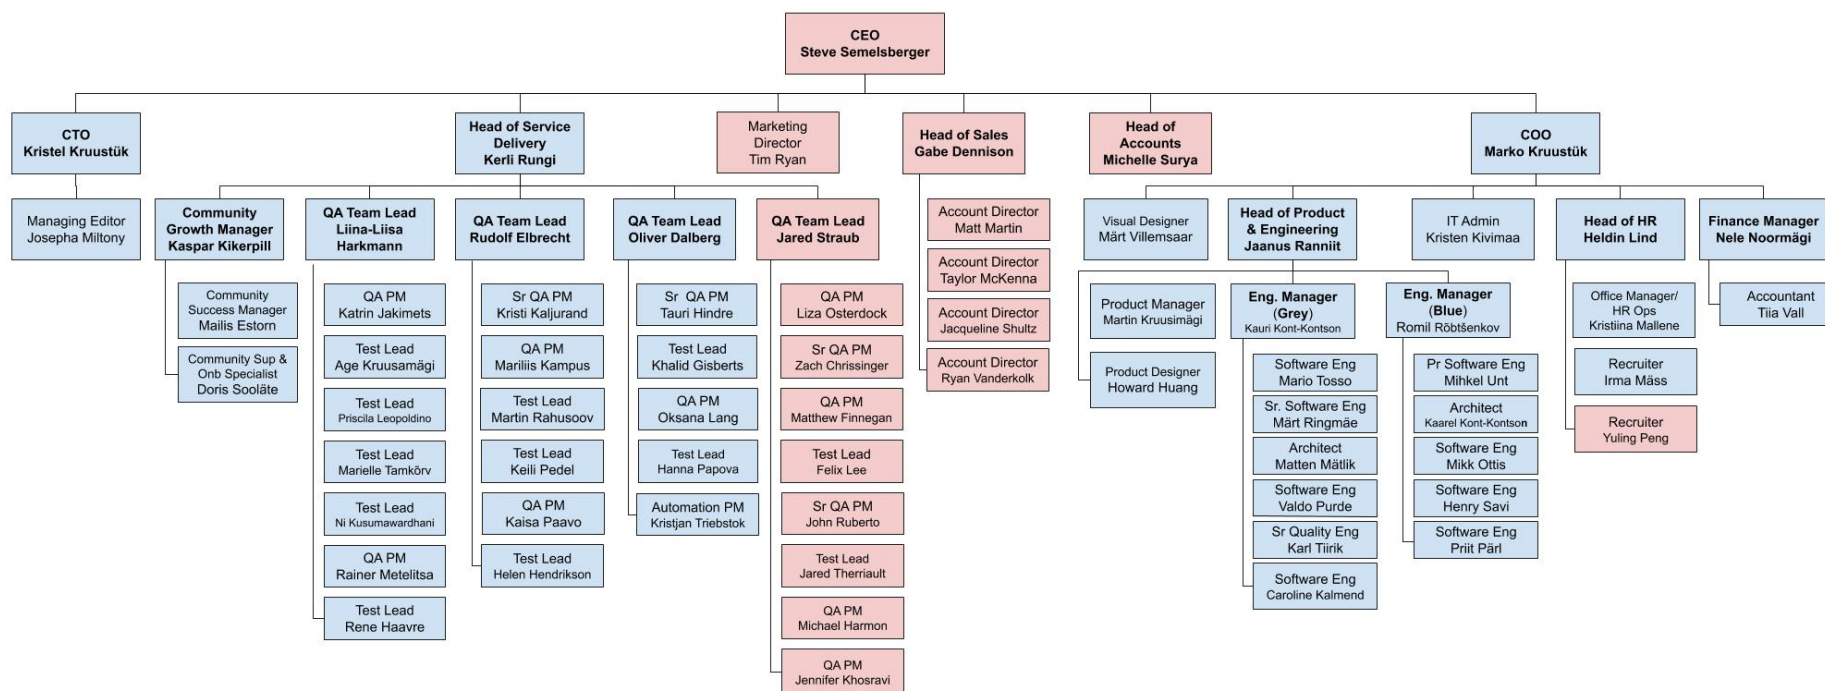 CEO
Steve Semelsberger
CTO
Kristel Kruustük
Head of Service
Delivery
Kerli Rungi
Marketing
Director
Tim Ryan
Head of Sales
Gabe Dennison
Head of
Accounts
Michelle Surya
COO
Marko Kruustük
Managing Editor
Josepha Miltony
Community
Growth Manager
Kaspar Kikerpill
QA Team Lead
Liina-Liisa
Harkmann
QA Team Lead
Rudolf Elbrecht
QA Team Lead
Oliver Dalberg
QA Team Lead
Jared Straub
Account Director
Matt Martin
Account Director
Taylor McKenna
Account Director
Jacqueline Shultz
Account Director
Ryan Vanderkolk
Visual Designer
Märt Villemsaar
Head of Product
& Engineering
Jaanus Ranniit
IT Admin
Kristen Kivimaa
Head of HR
Heldin Lind
Finance Manager
Nele Noormägi
Community
Success Manager
Mailis Estorn
Community Sup &
Onb Specialist
Doris Sooläte
QA PM
Katrin Jakimets
Test Lead
Age Kruusamägi
Test Lead
Priscila Leopoldino
Test Lead
Marielle Tamkõrv
Test Lead
Ni Kusumawardhani
QA PM
Rainer Metelitsa
Test Lead
Rene Haavre
Sr QA PM
Kristi Kaljurand
QA PM
Mariliis Kampus
Test Lead
Martin Rahusoov
Test Lead
Keili Pedel
QA PM
Kaisa Paavo
Test Lead
Helen Hendrikson
Sr QA PM
Tauri Hindre
Test Lead
Khalid Gisberts
QA PM
Oksana Lang
Test Lead
Hanna Papova
Automation PM
Kristjan Triebstok
QA PM
Liza Osterdock
Sr QA PM
Zach Chrissinger
QA PM
Matthew Finnegan
Test Lead
Felix Lee
Sr QA PM
John Ruberto
Test Lead
Jared Therriault
QA PM
Michael Harmon
QA PM
Jennifer Khosravi
Product Manager
Martin Kruusimägi
Product Designer
Howard Huang
Eng. Manager
(Grey)
Kauri Kont-Kontson
Software Eng
Mario Tosso
Sr. Software Eng
Märt Ringmäe
Architect
Matten Mätlik
Software Eng
Valdo Purde
Sr Quality Eng
Karl Tiirik
Software Eng
Caroline Kalmend
Eng. Manager
(Blue)
Romil Rõbtšenkov
Pr Software Eng
Mihkel Unt
Architect
Kaarel Kont-Kontson
Software Eng
Mikk Ottis
Software Eng
Henry Savi
Software Eng
Priit Pärl
Office Manager/
HR Ops
Kristiina Mallene
Recruiter
Irma Mäss
Recruiter
Yuling Peng
Accountant
Tiia Vall